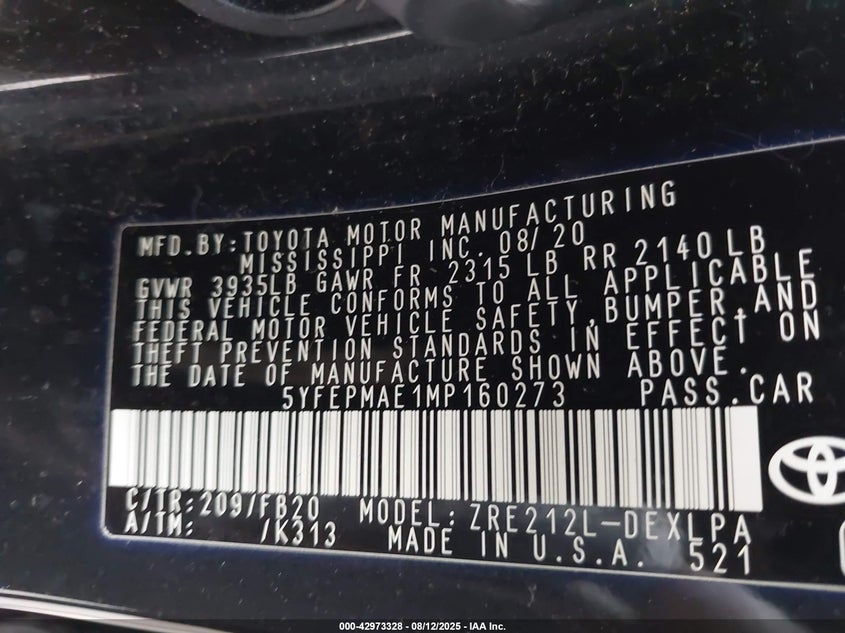 MFD. BY: TOYOTA MOTOR MANUFACTURING
MISSISSIPPI INC. 08/20
GVWR 3935LB GAWR FR 2315 LB RR 2140 LB
THIS VEHICLE CONFORMS TO ALL APPLICABLE
FEDERAL MOTOR VEHICLE SAFETY, BUMPER, AND
THEFT PREVENTION STANDARDS IN EFFECT ON
THE DATE OF MANUFACTURE SHOWN ABOVE.
5YFEPMAE1MP160273 PASS. CAR
C/TR: 209/FB20 MODEL: ZRE212L-DEXLPA
A/TM: /K313 MADE IN U.S.A. 521
000-42973328 - 08/12/2025 - IAA Inc.